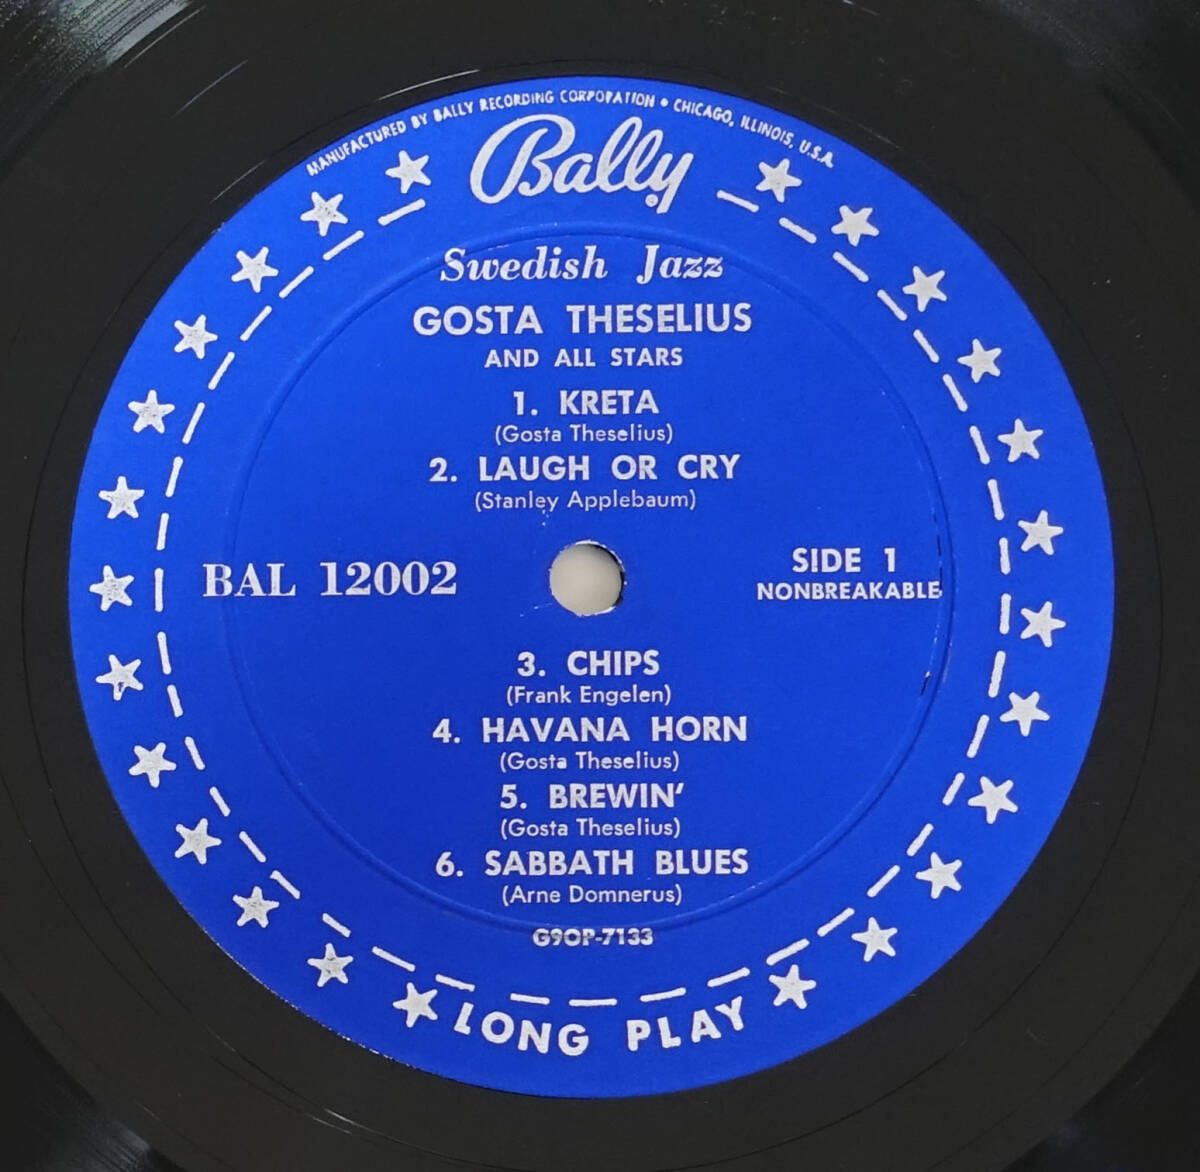 MANUFACTURED BY BALLY RECORDING CORPORATION • CHICAGO, ILLINOIS, U.S.A.
Bally
Swedish Jazz
GOSTA THESELIUS
AND ALL STARS
1. KRETA
(Gosta Theselius)
2. LAUGH OR CRY
(Stanley Applebaum)
BAL 12002
SIDE 1
NONBREAKABLE
3. CHIPS
(Frank Engelen)
4. HAVANA HORN
(Gosta Theselius)
5. BREWIN'
(Gosta Theselius)
6. SABBATH BLUES
(Arne Domnerus)
G9OP-7133
LONG PLAY